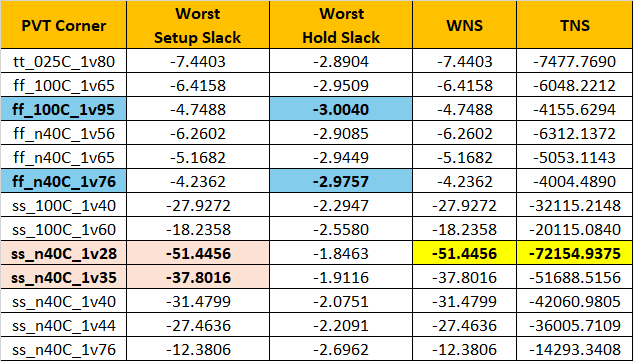 PVT Corner Worst Setup Slack Worst Hold Slack WNS TNS
tt_025C_1v80 -7.4403 -2.8904 -7.4403 -7477.7690
ff_100C_1v65 -6.4158 -2.9509 -6.4158 -6048.2212
ff_100C_1v95 -4.7488 -3.0040 -4.7488 -4155.6294
ff_n40C_1v56 -6.2602 -2.9085 -6.2602 -6312.1372
ff_n40C_1v65 -5.1682 -2.9449 -5.1682 -5053.1143
ff_n40C_1v76 -4.2362 -2.9757 -4.2362 -4004.4890
ss_100C_1v40 -27.9272 -2.2947 -27.9272 -32115.2148
ss_100C_1v60 -18.2358 -2.5580 -18.2358 -20115.0840
ss_n40C_1v28 -51.4456 -1.8463 -51.4456 -72154.9375
ss_n40C_1v35 -37.8016 -1.9116 -37.8016 -51688.5156
ss_n40C_1v40 -31.4799 -2.0751 -31.4799 -42060.9805
ss_n40C_1v44 -27.4636 -2.2091 -27.4636 -36005.7109
ss_n40C_1v76 -12.3806 -2.6962 -12.3806 -14293.3408